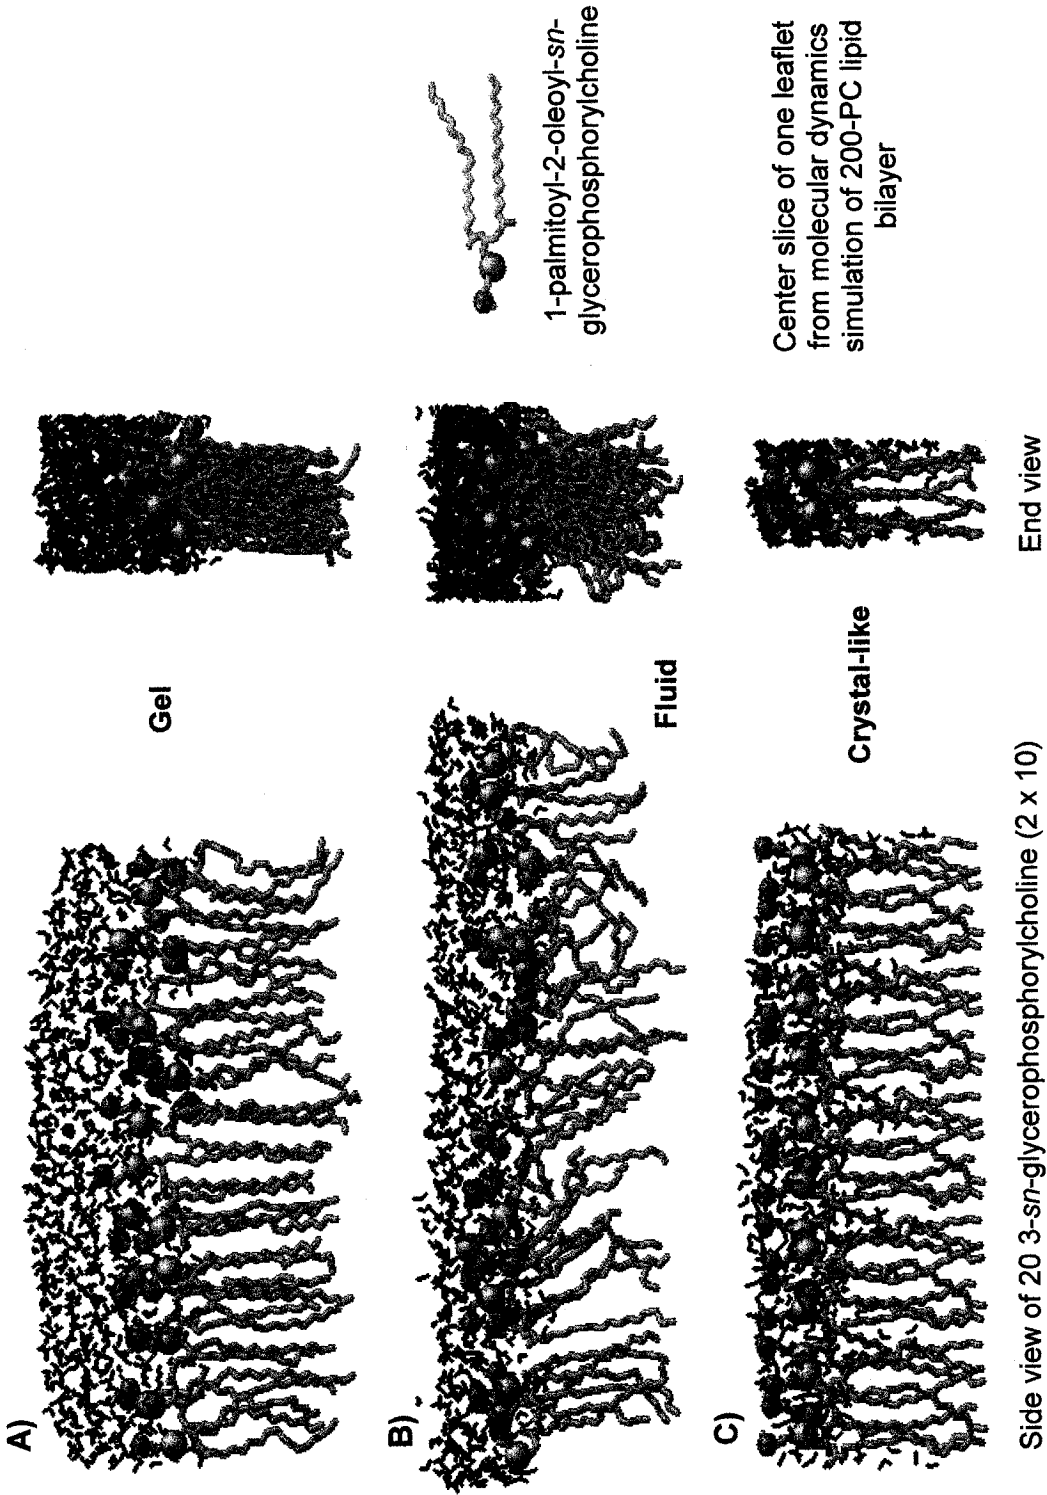 A)
Gel
B)
Fluid
1-palmitoyl-2-oleoyl-sn-
glycerophosphorylcholine
C)
Crystal-like
Center slice of one leaflet
from molecular dynamics
simulation of 200-PC lipid
bilayer
Side view of 20 3-sn-glycerophosphorylcholine (2 x 10)
End view